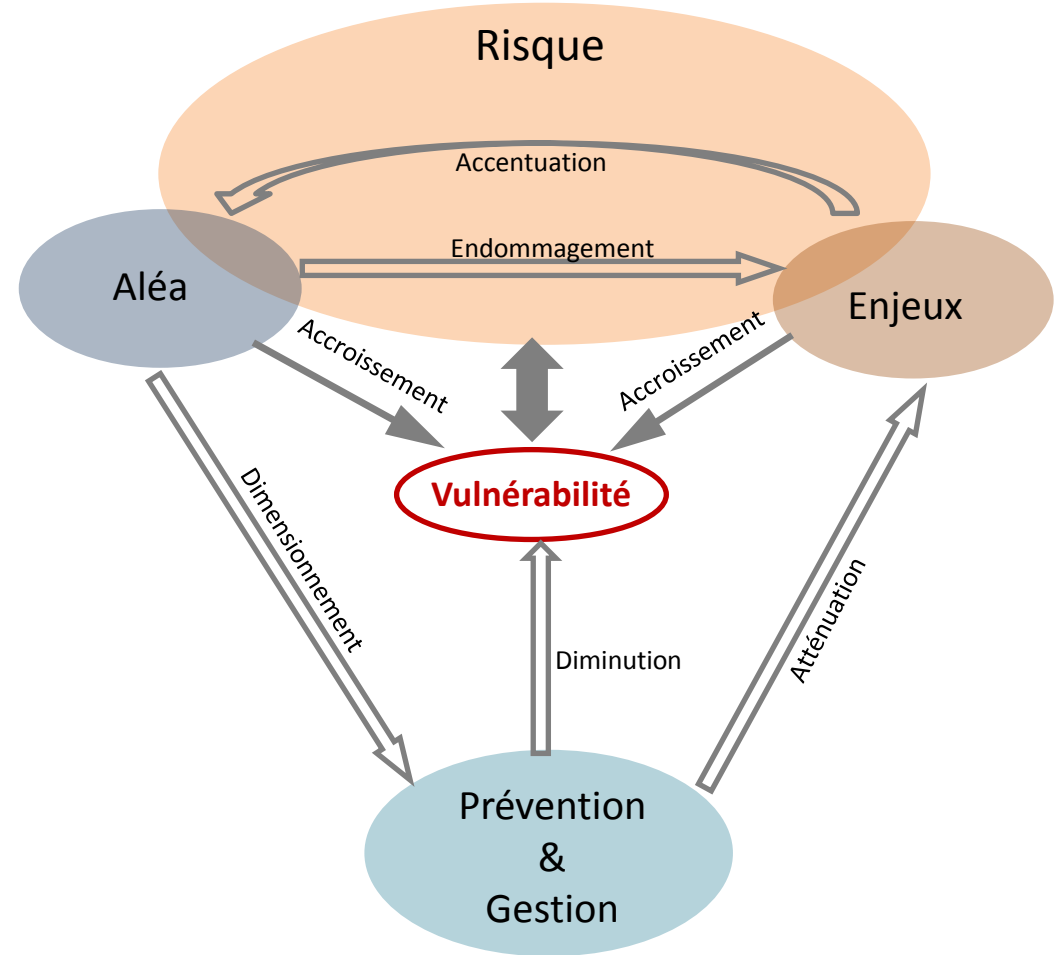 Risque
Accentuation
Endommagement
Aléa
Enjeux
Accroissement
Accroissement
Vulnérabilité
Dimensionnement
Diminution
Atténuation
Prévention
&
Gestion